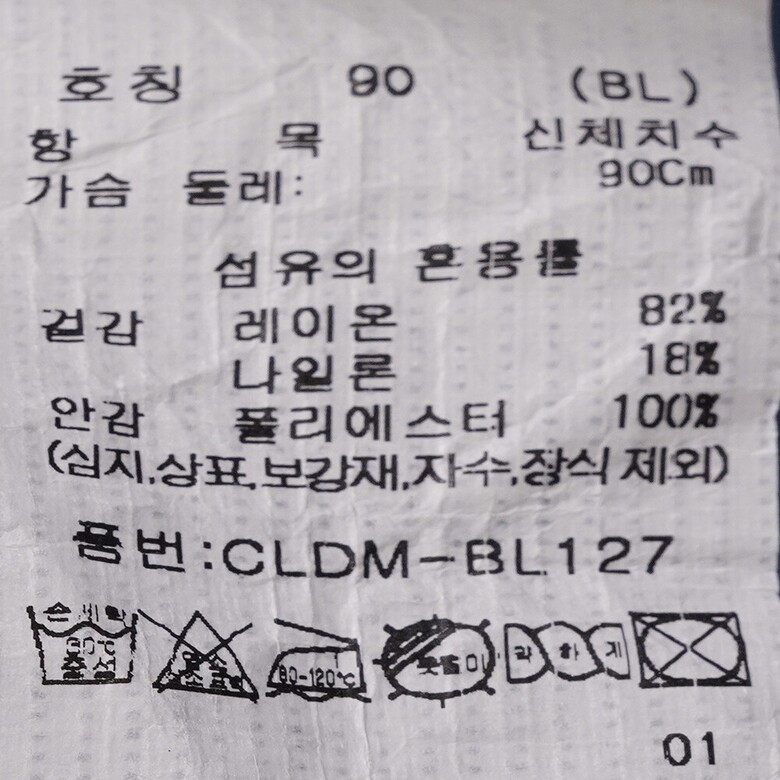 호칭 90 (BL)
항 목 신체치수
가슴 둘레: 90Cm
섬유의 혼용률
겉감 레이온 82%
나일론 18%
안감 폴리에스터 100%
(심지,상표,보강재,자수,장식 제외)
품번:CLDM-BL127
손세탁
80-120℃
01